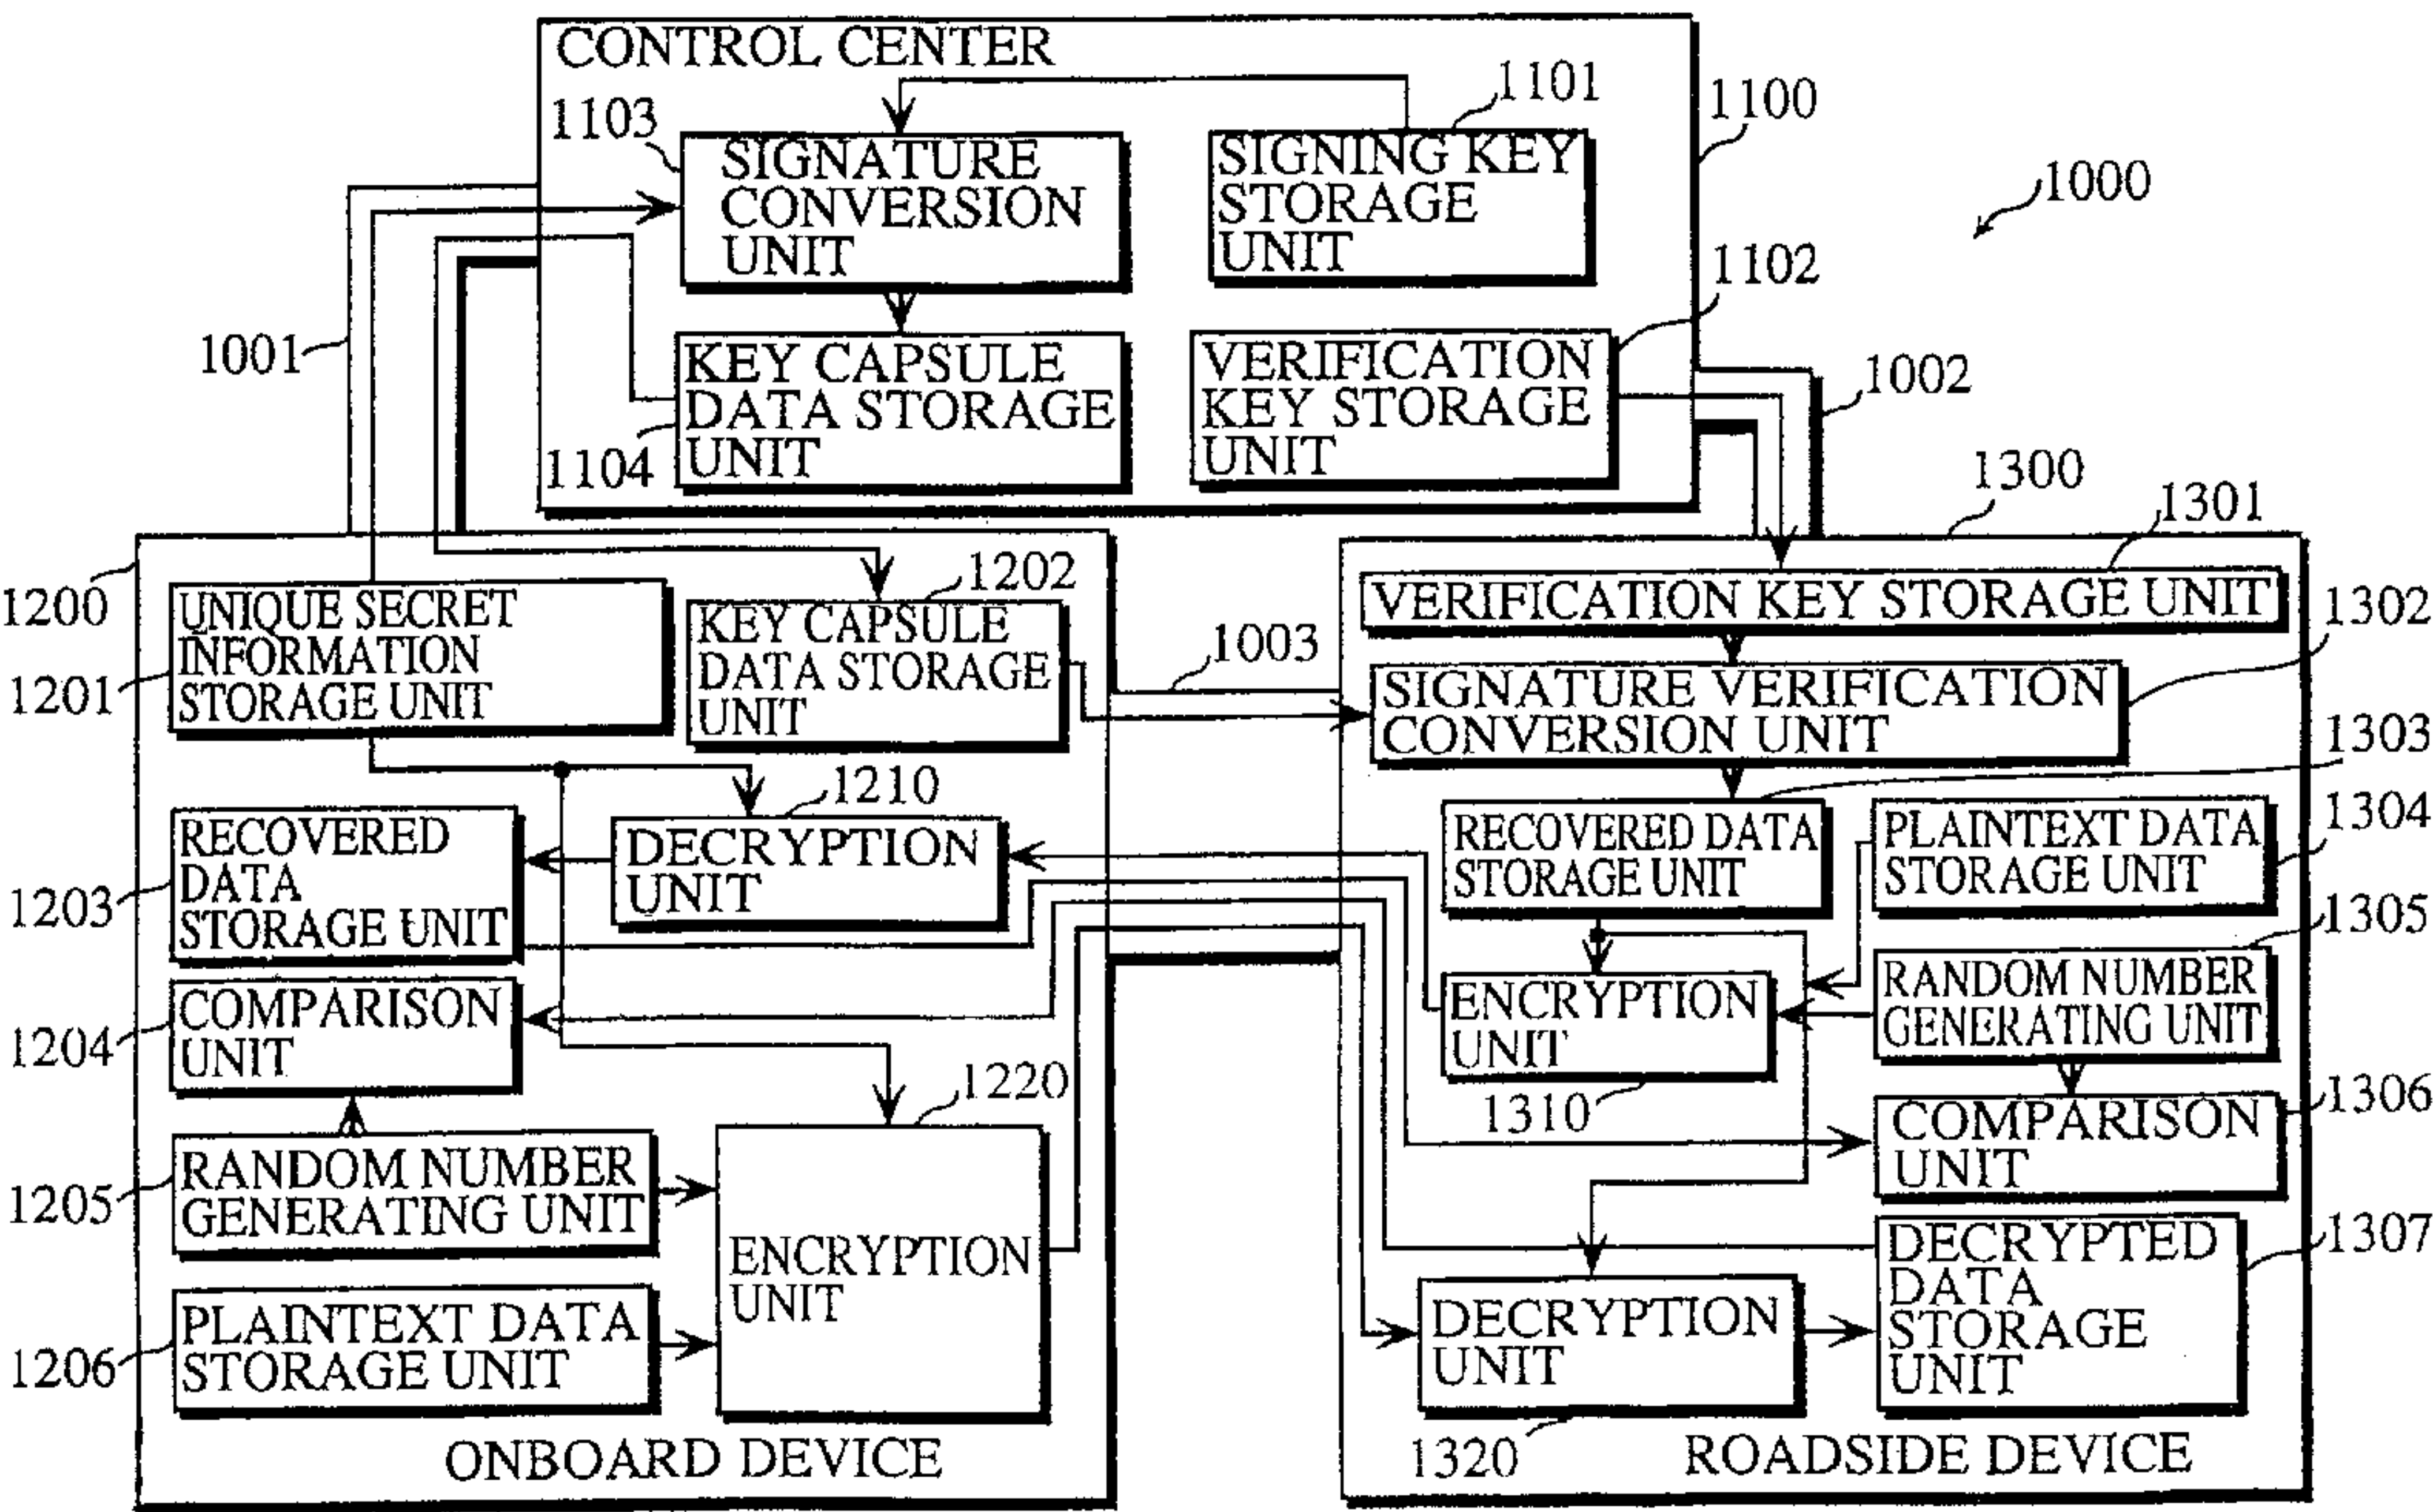 CONTROL CENTER
1103
1101
1100
SIGNATURE
CONVERSION
UNIT
SIGNING KEY
STORAGE
UNIT
1000
1102
1001
KEY CAPSULE
DATA STORAGE
UNIT
1104
VERIFICATION
KEY STORAGE
UNIT
1002
1300
1301
1200
UNIQUE SECRET
INFORMATION
STORAGE UNIT
1201
1202
KEY CAPSULE
DATA STORAGE
UNIT
1003
VERIFICATION KEY STORAGE UNIT
1302
SIGNATURE VERIFICATION
CONVERSION UNIT
1303
1210
RECOVERED
DATA
STORAGE UNIT
1203
DECRYPTION
UNIT
RECOVERED DATA
STORAGE UNIT
PLAINTEXT DATA
STORAGE UNIT
1304
1305
COMPARISON
UNIT
1204
ENCRYPTION
UNIT
1310
RANDOM NUMBER
GENERATING UNIT
1220
1306
COMPARISON
UNIT
RANDOM NUMBER
GENERATING UNIT
1205
ENCRYPTION
UNIT
1307
DECRYPTED
DATA
STORAGE
UNIT
PLAINTEXT DATA
STORAGE UNIT
1206
DECRYPTION
UNIT
1320
ONBOARD DEVICE
ROADSIDE DEVICE